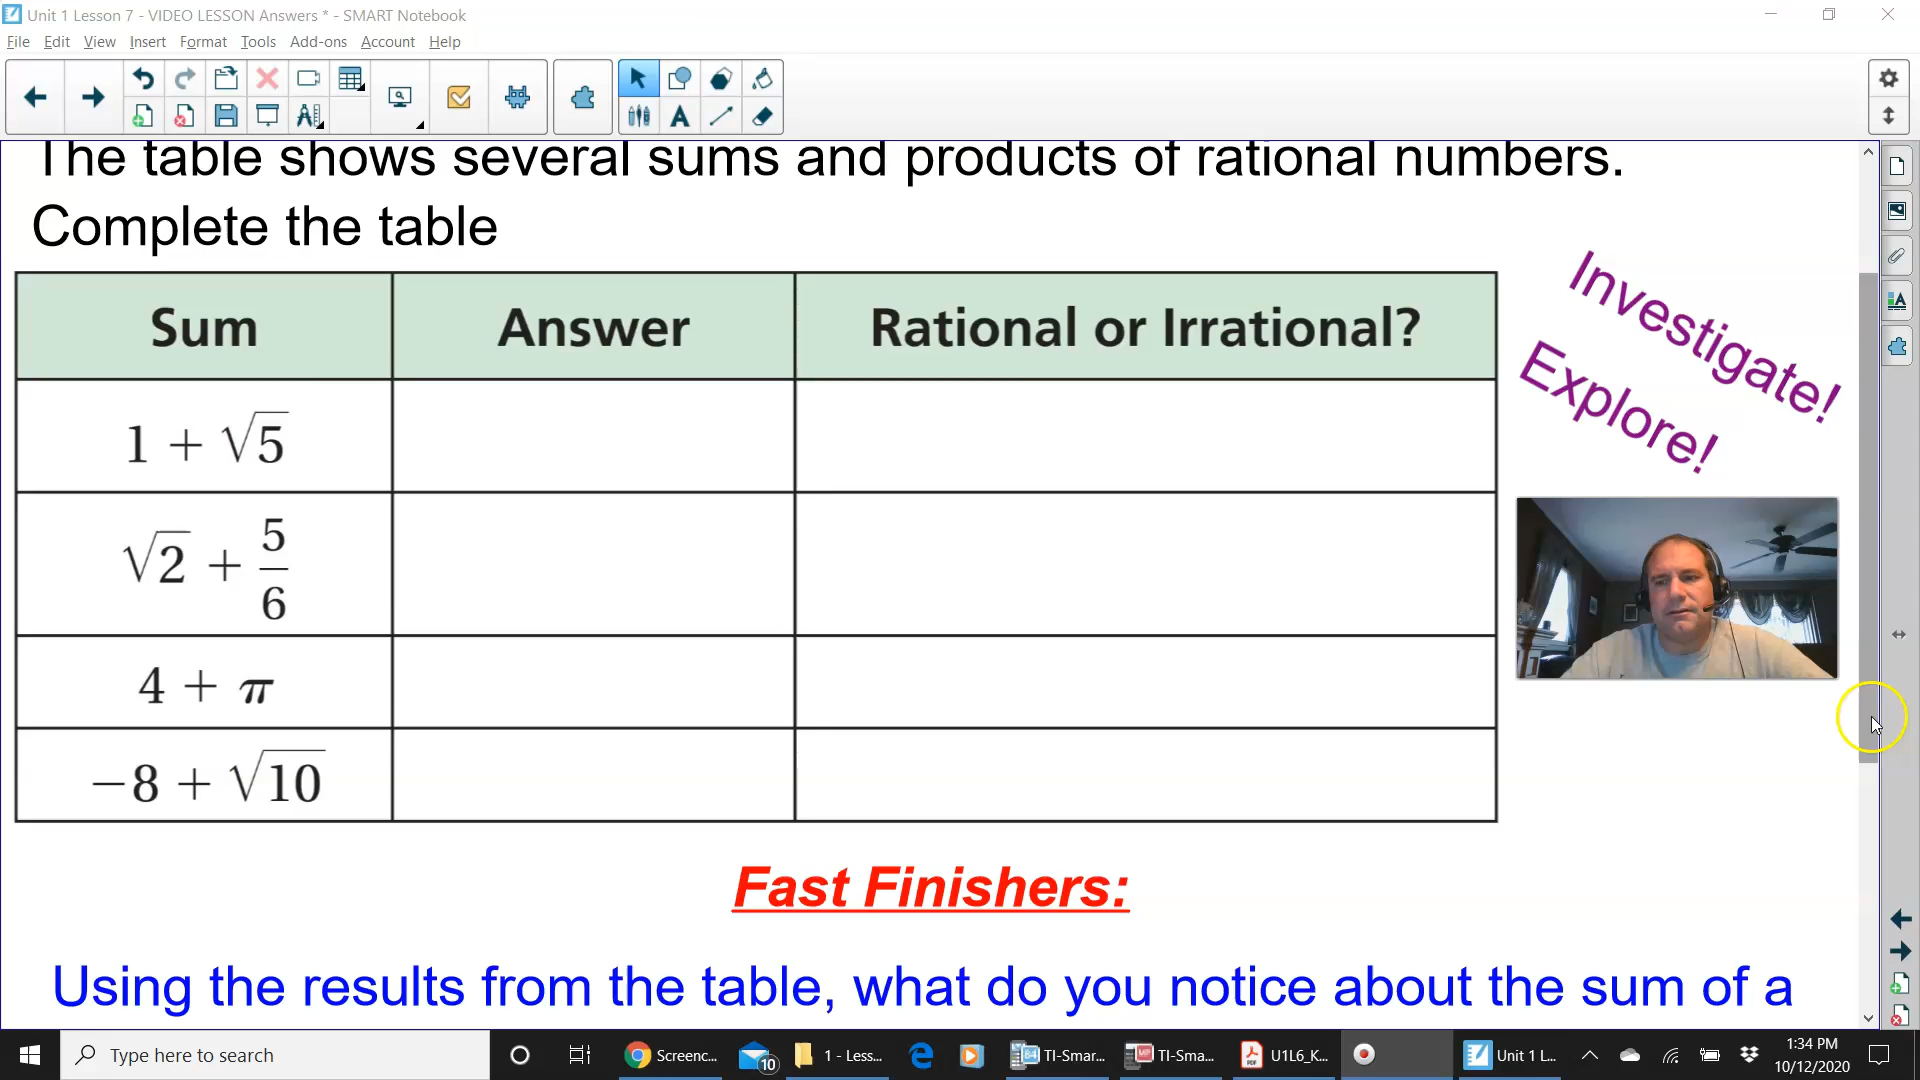 Unit 1 Lesson 7 - VIDEO LESSON Answers * - SMART Notebook
File Edit View Insert Format Tools Add-ons Account Help
The table shows several sums and products of rational numbers.
Complete the table
Sum Answer Rational or Irrational?
1 + √5
√2 + 5/6
4 + π
−8 + √10
Investigate!
Explore!
Fast Finishers:
Using the results from the table, what do you notice about the sum of a
Type here to search
Screenc...
10
1 - Less...
84 TI-Smar...
TI-Sma...
U1L6_K...
Unit 1 L...
1:34 PM
10/12/2020